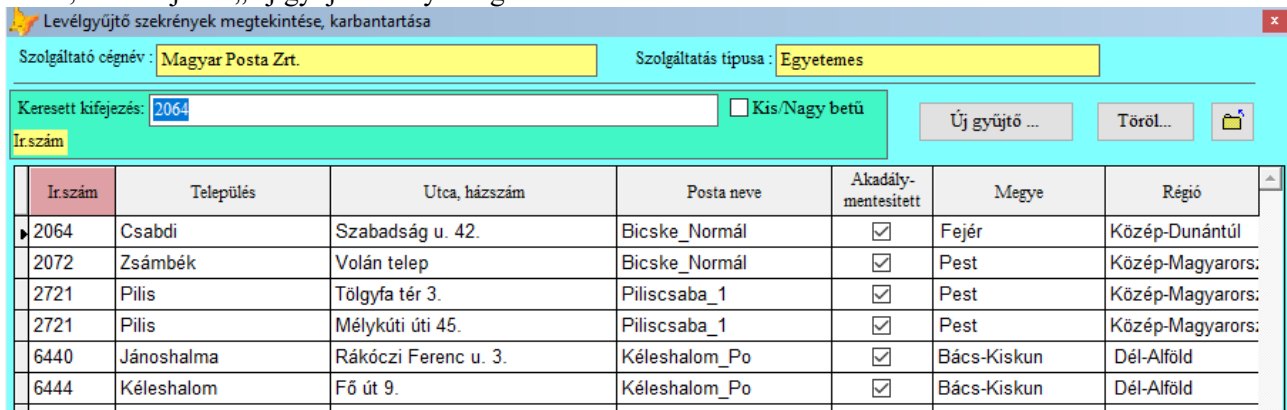 Levélgyűjtő szekrények megtekintése, karbantartása
Szolgáltató cégnév : Magyar Posta Zrt. Szolgáltatás típusa : Egyetemes
Keresett kifejezés: 2064 Kis/Nagy betű Új gyűjtő ... Töröl...
Ir.szám
Ir.szám Település Utca, házszám Posta neve Akadály-mentesített Megye Régió
2064 Csabdi Szabadság u. 42. Bicske_Normál Fejér Közép-Dunántúl
2072 Zsámbék Volán telep Bicske_Normál Pest Közép-Magyarorsz
2721 Pilis Tölgyfa tér 3. Piliscsaba_1 Pest Közép-Magyarorsz
2721 Pilis Mélykúti úti 45. Piliscsaba_1 Pest Közép-Magyarorsz
6440 Jánoshalma Rákóczi Ferenc u. 3. Kéleshalom_Po Bács-Kiskun Dél-Alföld
6444 Kéleshalom Fő út 9. Kéleshalom_Po Bács-Kiskun Dél-Alföld